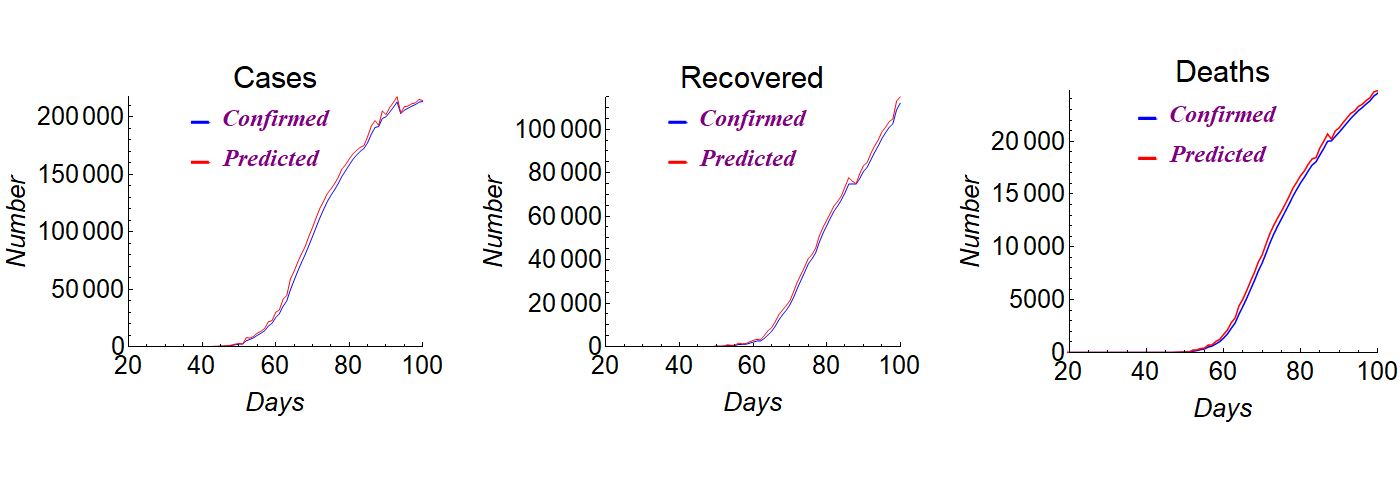 Cases
Confirmed
Predicted
200 000
150 000
100 000
50 000
0
20 40 60 80 100
Number
Days
Recovered
Confirmed
Predicted
100 000
80 000
60 000
40 000
20 000
0
20 40 60 80 100
Number
Days
Deaths
Confirmed
Predicted
20 000
15 000
10 000
5000
0
20 40 60 80 100
Number
Days